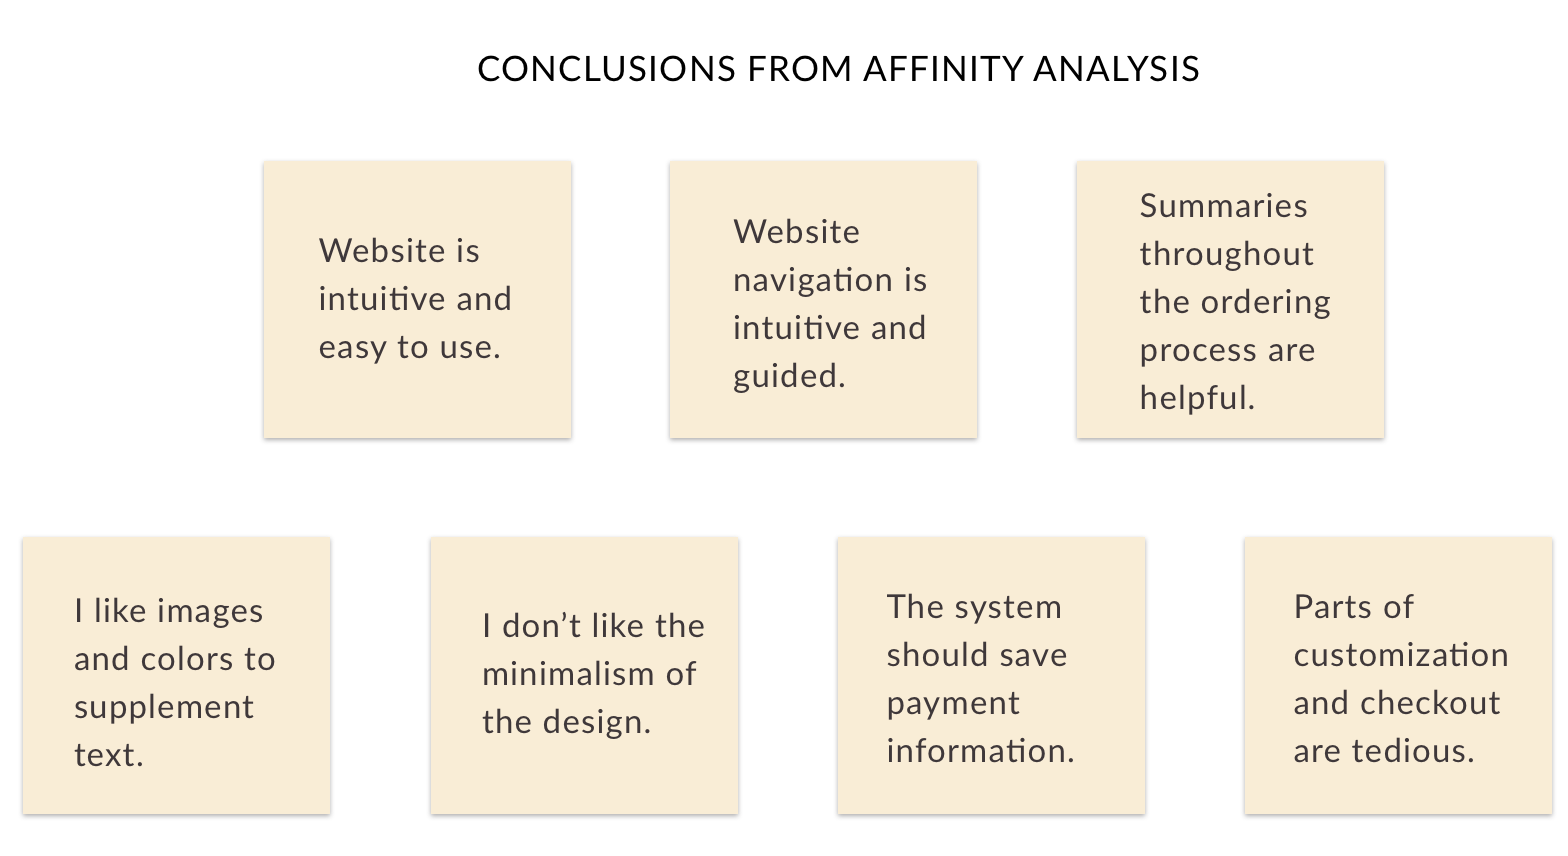 CONCLUSIONS FROM AFFINITY ANALYSIS
Website is
intuitive and
easy to use.
Website
navigation is
intuitive and
guided.
Summaries
throughout
the ordering
process are
helpful.
I like images
and colors to
supplement
text.
I don’t like the
minimalism of
the design.
The system
should save
payment
information.
Parts of
customization
and checkout
are tedious.